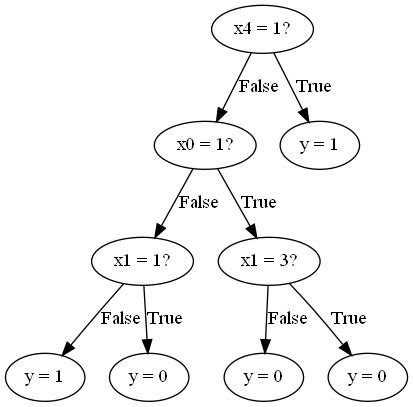 x4 = 1?
False
True
x0 = 1?
y = 1
False
True
x1 = 1?
x1 = 3?
False
True
False
True
y = 1
y = 0
y = 0
y = 0